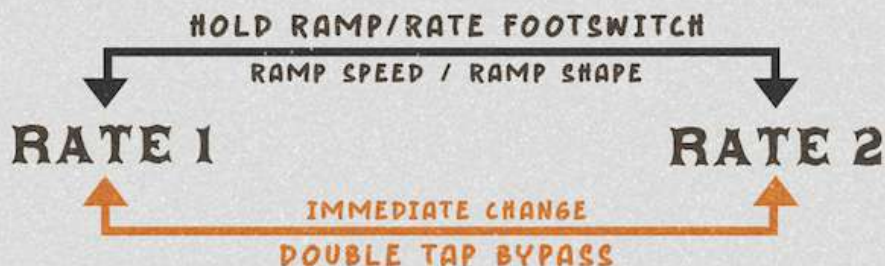 HOLD RAMP/RATE FOOTSWITCH
RAMP SPEED / RAMP SHAPE
RATE 1
RATE 2
IMMEDIATE CHANGE
DOUBLE TAP BYPASS